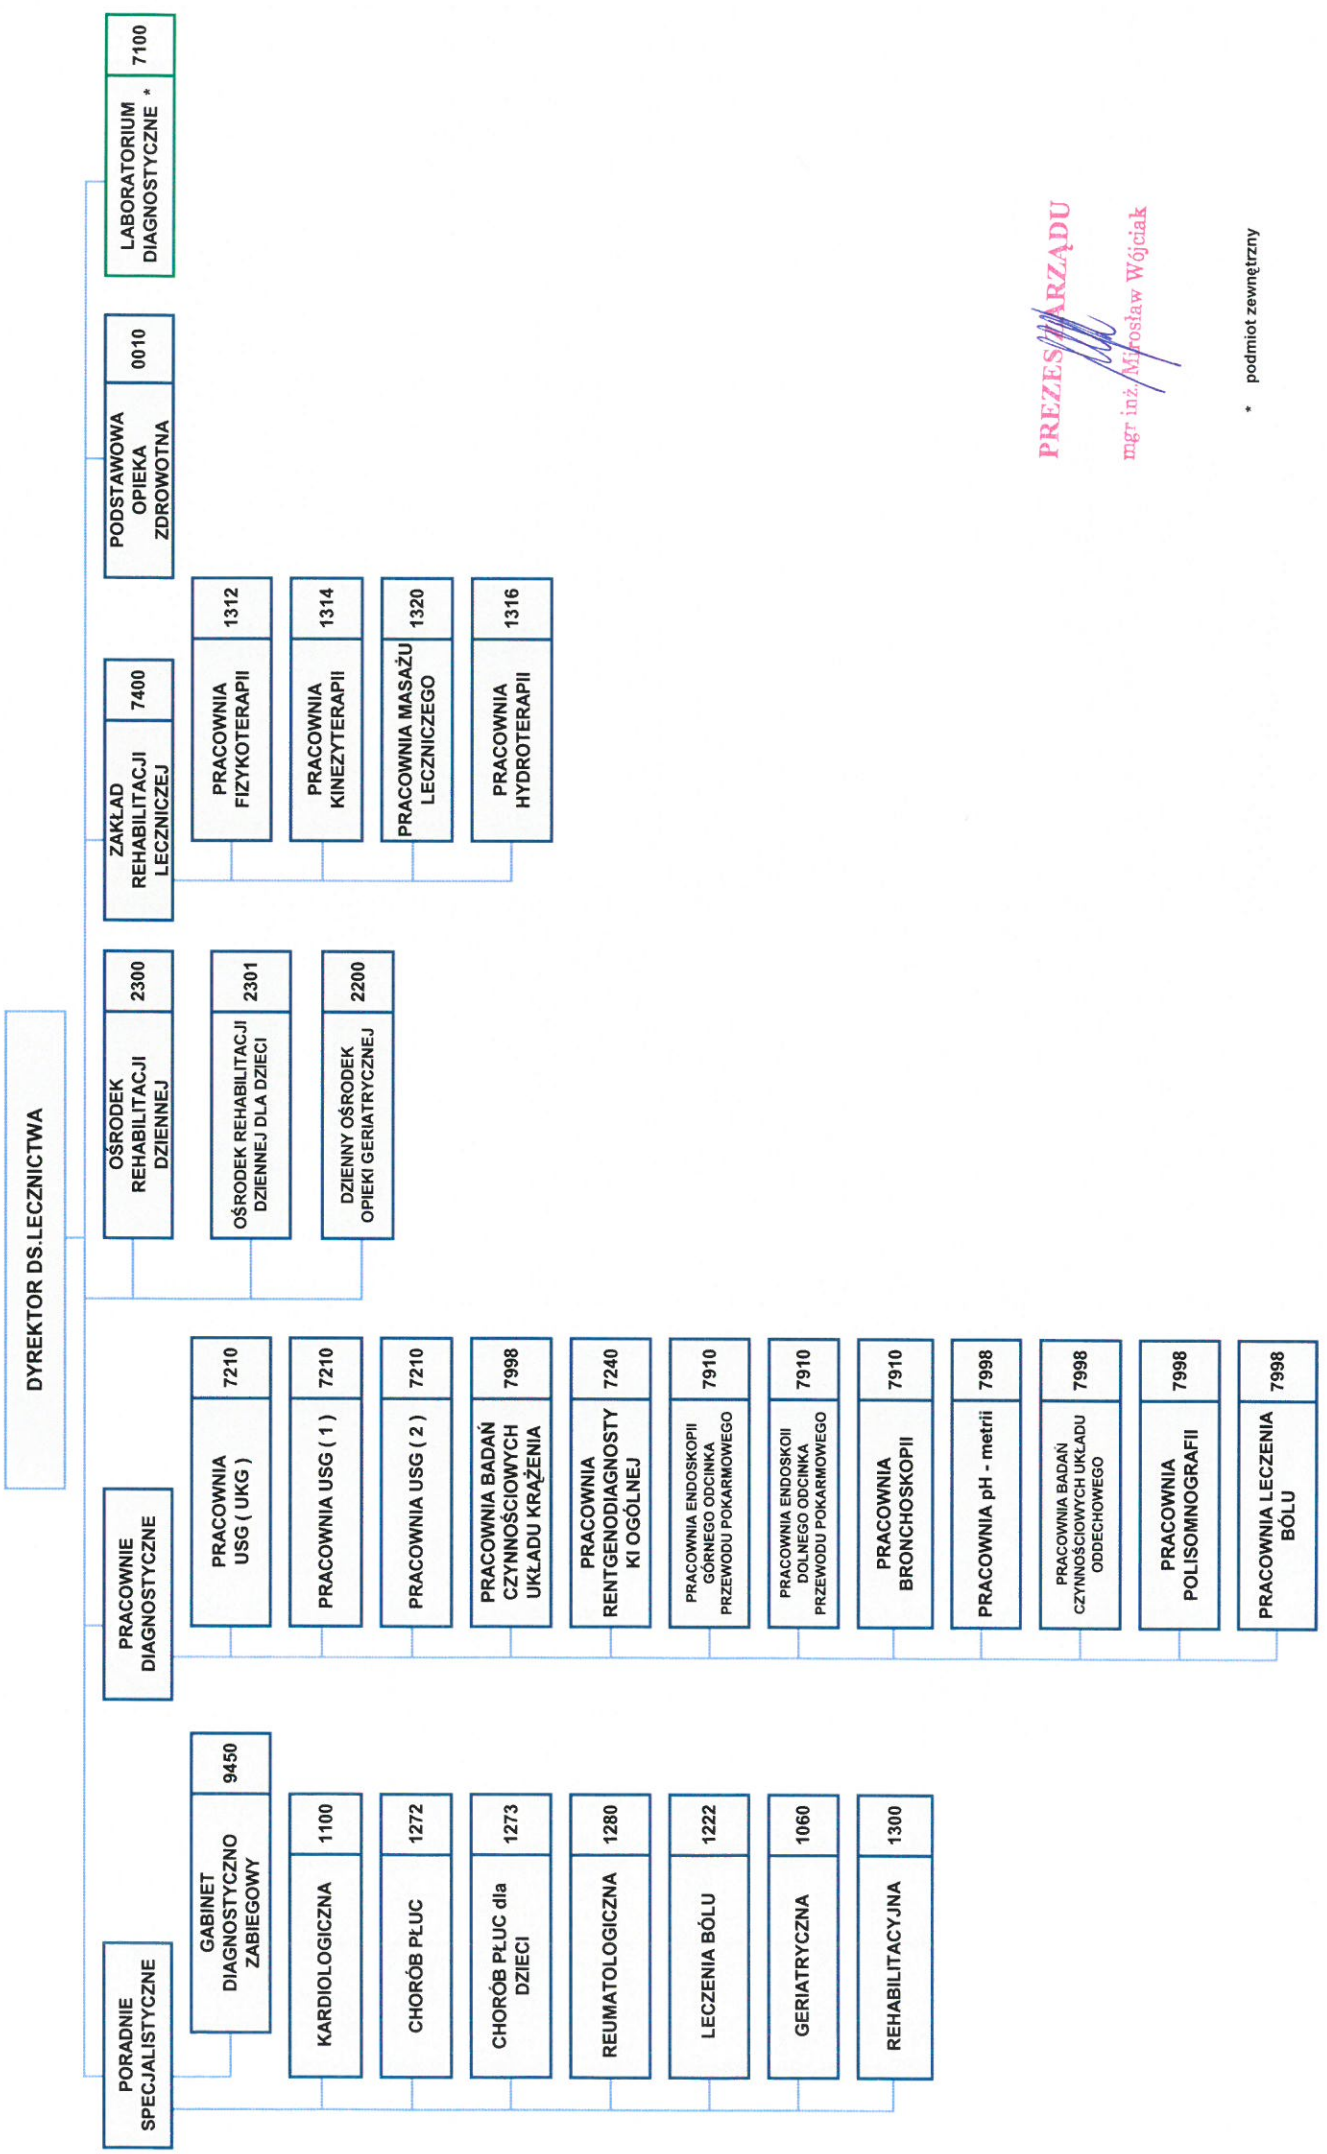 DYREKTOR DS.LECZNICTWA
PORADNIE
SPECJALISTYCZNE
GABINET
DIAGNOSTYCZNO
ZABIEGOWY
9450
KARDIOLOGICZNA
1100
CHORÓB PŁUC
1272
CHORÓB PŁUC dla
DZIECI
1273
REUMATOLOGICZNA
1280
LECZENIA BÓLU
1222
GERIATRYCZNA
1060
REHABILITACYJNA
1300
PRACOWNIE
DIAGNOSTYCZNE
PRACOWNIA
USG ( UKG )
7210
PRACOWNIA USG ( 1 )
7210
PRACOWNIA USG ( 2 )
7210
PRACOWNIA BADAŃ
CZYNNOŚCIOWYCH
UKŁADU KRĄŻENIA
7998
PRACOWNIA
RENTGENODIAGNOSTY
KI OGÓLNEJ
7240
PRACOWNIA ENDOSKOPII
GÓRNEGO ODCINKA
PRZEWODU POKARMOWEGO
7910
PRACOWNIA ENDOSKOII
DOLNEGO ODCINKA
PRZEWODU POKARMOWEGO
7910
PRACOWNIA
BRONCHOSKOPII
7910
PRACOWNIA pH - metrii
7998
PRACOWNIA BADAŃ
CZYNNOŚCIOWYCH UKŁADU
ODDECHOWEGO
7998
PRACOWNIA
POLISOMNOGRAFII
7998
PRACOWNIA LECZENIA
BÓLU
7998
OŚRODEK
REHABILITACJI
DZIENNEJ
2300
OŚRODEK REHABILITACJI
DZIENNEJ DLA DZIECI
2301
DZIENNY OŚRODEK
OPIEKI GERIATRYCZNEJ
2200
ZAKŁAD
REHABILITACJI
LECZNICZEJ
7400
PRACOWNIA
FIZYKOTERAPII
1312
PRACOWNIA
KINEZYTERAPII
1314
PRACOWNIA MASAŻU
LECZNICZEGO
1320
PRACOWNIA
HYDROTERAPII
1316
PODSTAWOWA
OPIEKA
ZDROWOTNA
0010
LABORATORIUM
DIAGNOSTYCZNE *
7100
PREZES ZARZĄDU
mgr inż. Mirosław Wójciak
* podmiot zewnętrzny